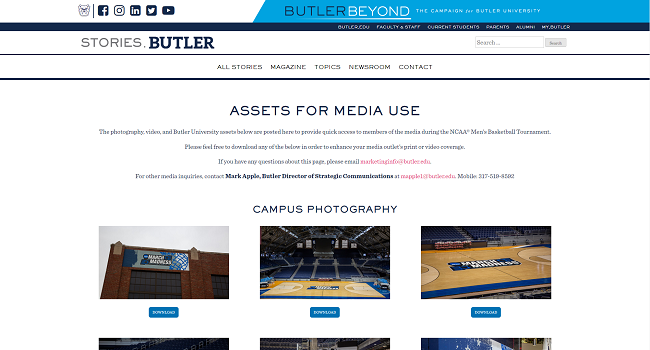 BUTLERBEYOND THE CAMPAIGN for BUTLER UNIVERSITY
BUTLER.EDU FACULTY & STAFF CURRENT STUDENTS PARENTS ALUMNI MY.BUTLER
STORIES. BUTLER
Search... Search
ALL STORIES MAGAZINE TOPICS NEWSROOM CONTACT
ASSETS FOR MEDIA USE
The photography, video, and Butler University assets below are posted here to provide quick access to members of the media during the NCAA® Men's Basketball Tournament.
Please feel free to download any of the below in order to enhance your media outlet's print or video coverage.
If you have any questions about this page, please email marketinginfo@butler.edu.
For other media inquiries, contact Mark Apple, Butler Director of Strategic Communications at mapple1@butler.edu. Mobile: 317-519-8592
CAMPUS PHOTOGRAPHY
MARCH MADNESS
MARCH MADNESS
DOWNLOAD DOWNLOAD DOWNLOAD